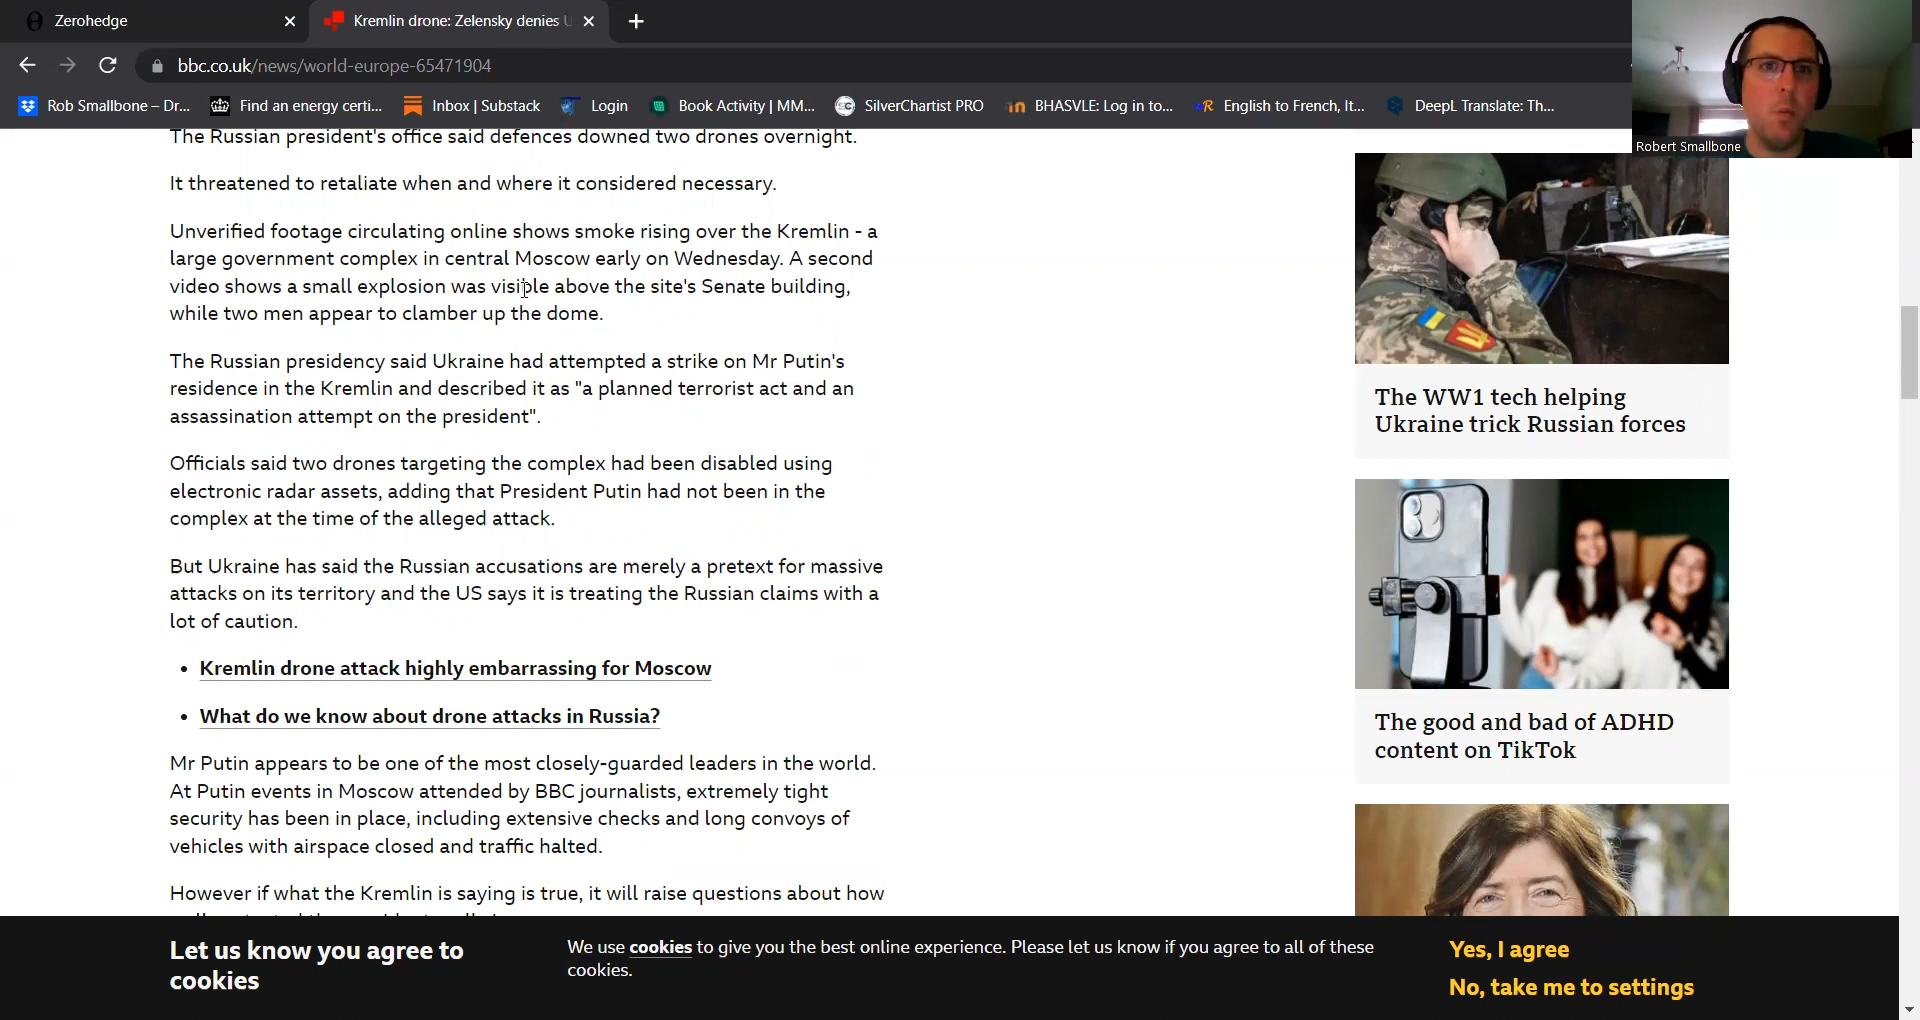 Zerohedge
Kremlin drone: Zelensky denies U
bbc.co.uk/news/world-europe-65471904
Rob Smallbone – Dr...
Find an energy certi...
Inbox | Substack
Login
Book Activity | MM...
SilverChartist PRO
BHASVLE: Log in to...
English to French, It...
DeepL Translate: Th...
Robert Smallbone
The Russian president's office said defences downed two drones overnight.
It threatened to retaliate when and where it considered necessary.
Unverified footage circulating online shows smoke rising over the Kremlin - a
large government complex in central Moscow early on Wednesday. A second
video shows a small explosion was visible above the site's Senate building,
while two men appear to clamber up the dome.
The Russian presidency said Ukraine had attempted a strike on Mr Putin's
residence in the Kremlin and described it as "a planned terrorist act and an
assassination attempt on the president".
Officials said two drones targeting the complex had been disabled using
electronic radar assets, adding that President Putin had not been in the
complex at the time of the alleged attack.
But Ukraine has said the Russian accusations are merely a pretext for massive
attacks on its territory and the US says it is treating the Russian claims with a
lot of caution.
• Kremlin drone attack highly embarrassing for Moscow
• What do we know about drone attacks in Russia?
Mr Putin appears to be one of the most closely-guarded leaders in the world.
At Putin events in Moscow attended by BBC journalists, extremely tight
security has been in place, including extensive checks and long convoys of
vehicles with airspace closed and traffic halted.
However if what the Kremlin is saying is true, it will raise questions about how
The WW1 tech helping
Ukraine trick Russian forces
The good and bad of ADHD
content on TikTok
Let us know you agree to
cookies
We use cookies to give you the best online experience. Please let us know if you agree to all of these
cookies.
Yes, I agree
No, take me to settings